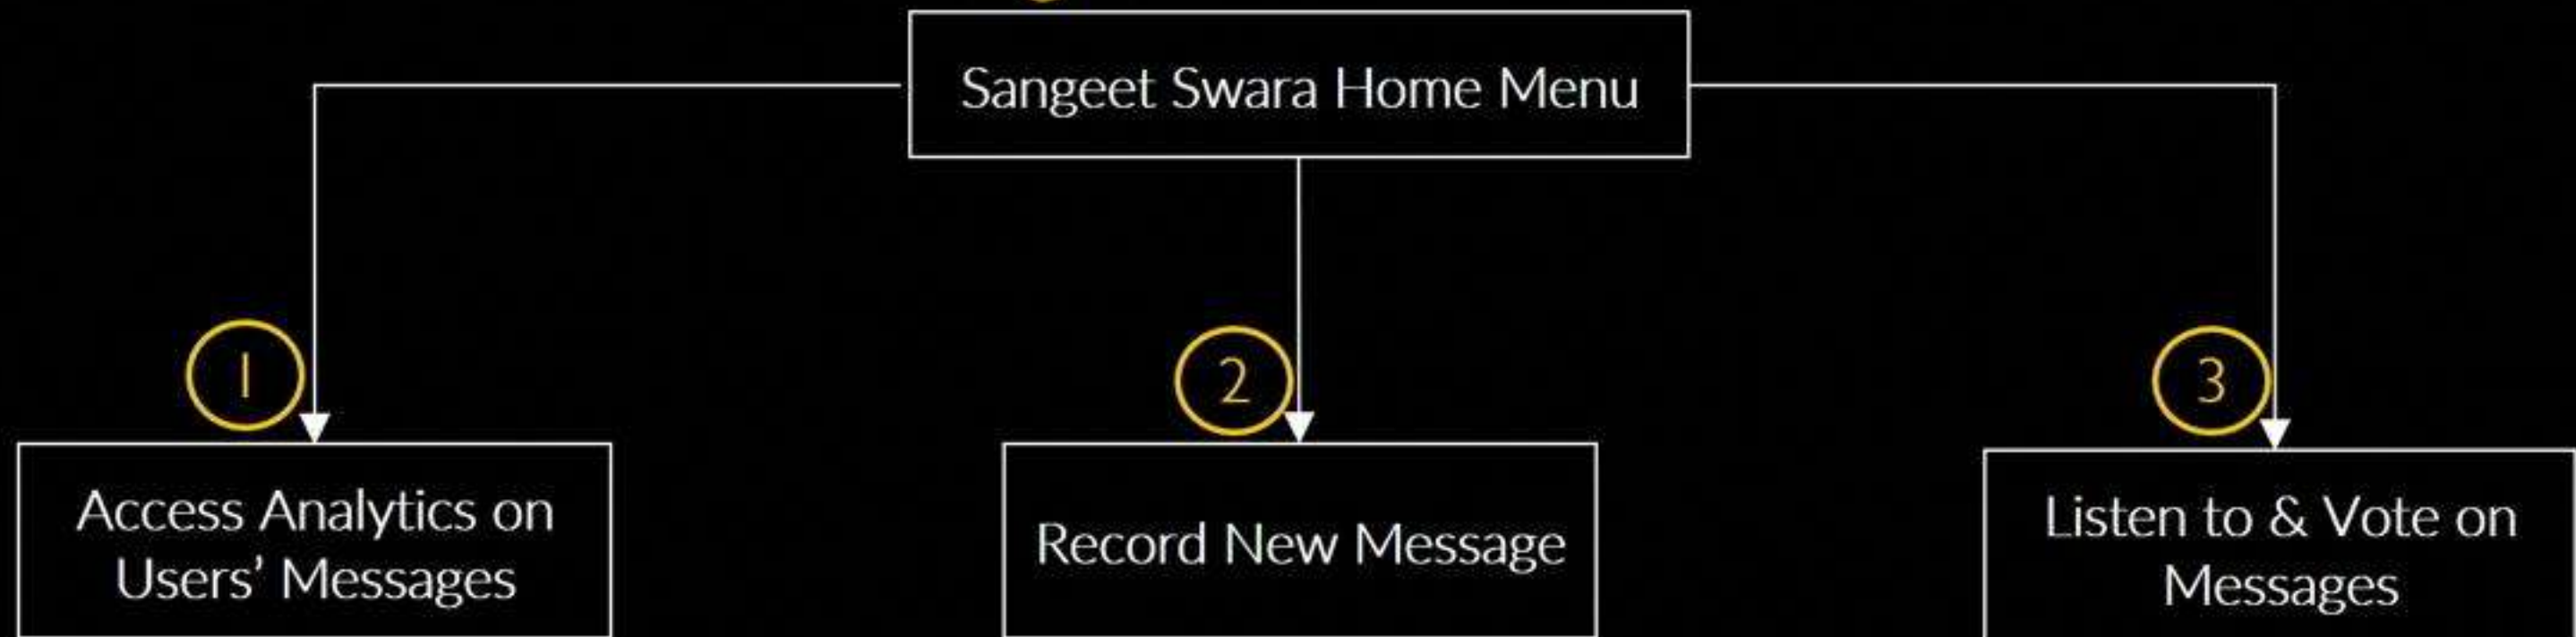 Sangeet Swara Home Menu
1
2
3
Access Analytics on
Users’ Messages
Record New Message
Listen to & Vote on
Messages